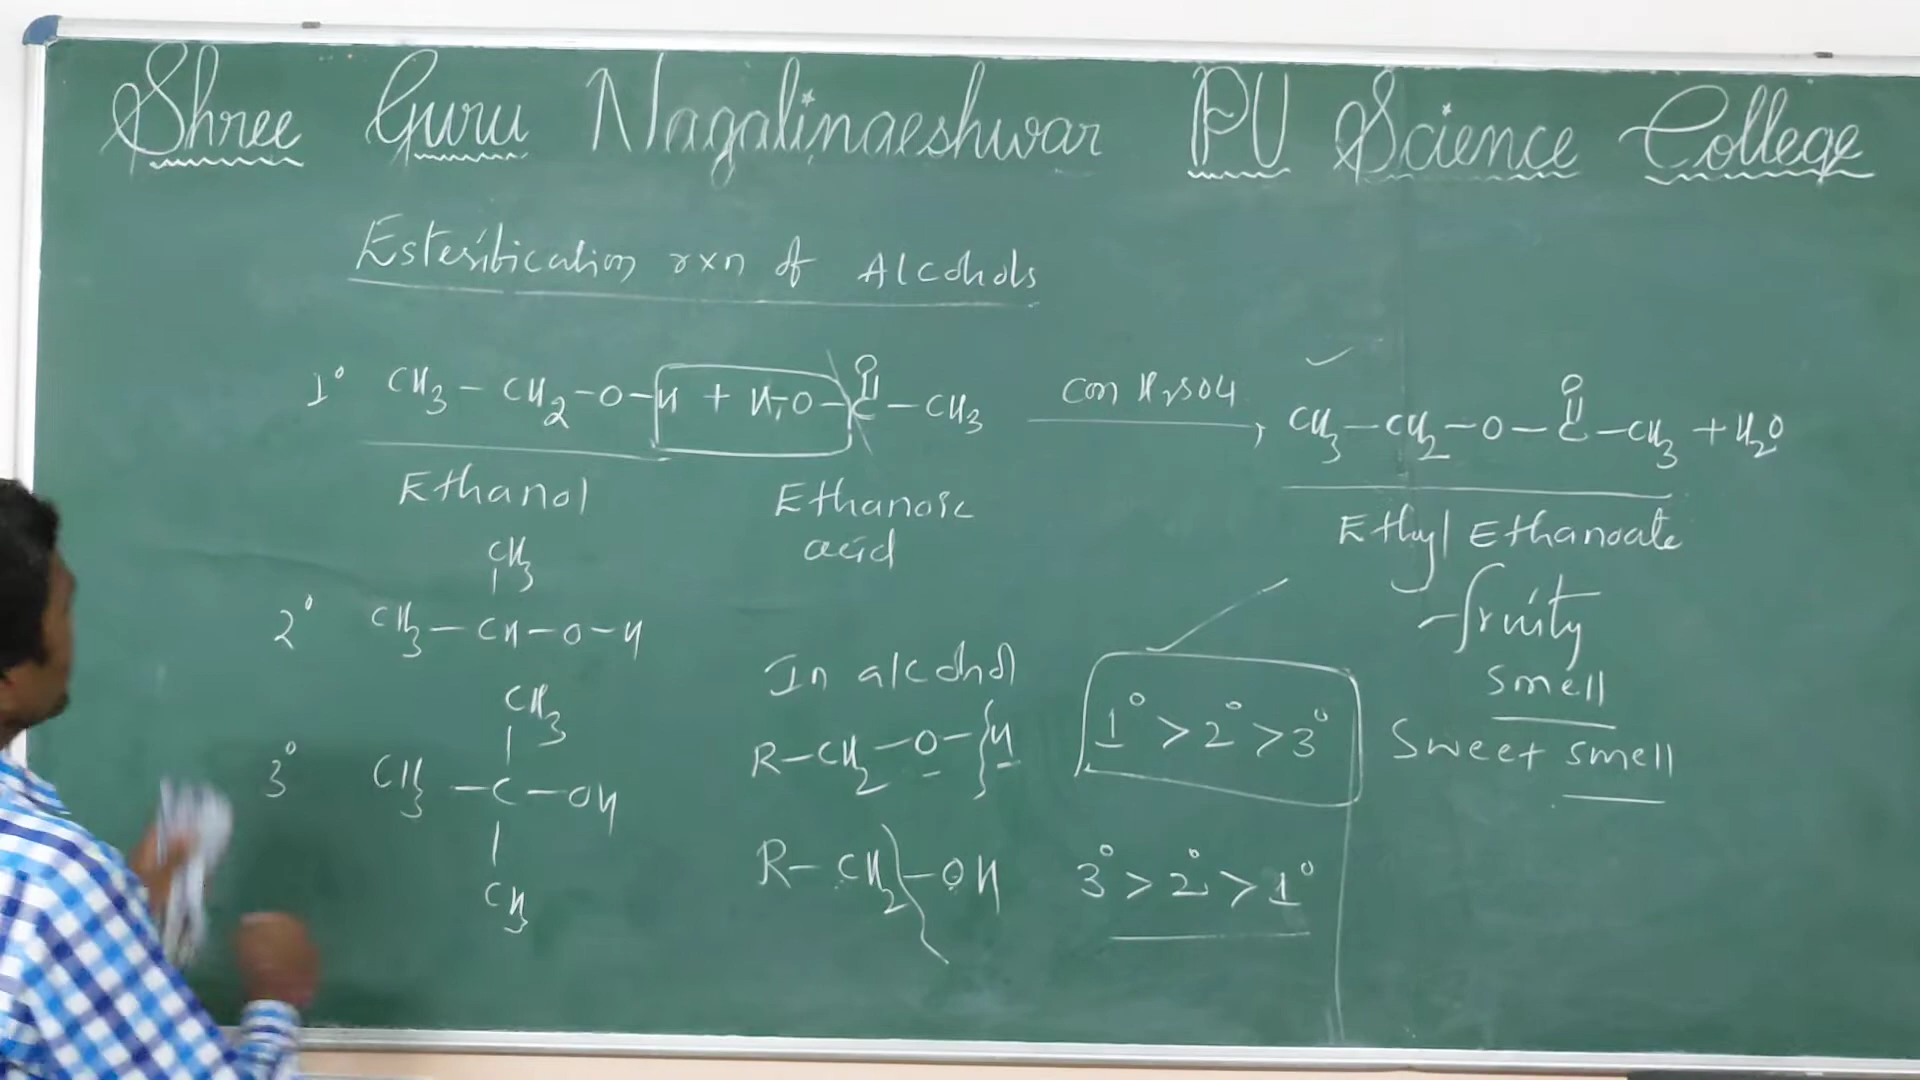 Shree Guru Nagalingeshwar PU Science College
Esterification rxn of Alcohols
1° CH3 – CH2 – O – H + H – O – C – CH3 Con H2SO4 CH3 – CH2 – O – C – CH3 + H2O
O
O
Ethanol
Ethanoic acid
Ethyl Ethanoate
– fruity smell
Sweet smell
CH3
2° CH3 – CH – O – H
CH3
3° CH3 – C – OH
CH3
In alcohol
R – CH2 – O – H
R – CH2 – OH
1° > 2° > 3°
3° > 2° > 1°